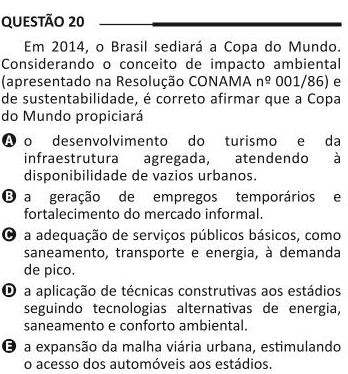 QUESTÃO 20
Em 2014, o Brasil sediará a Copa do Mundo.
Considerando o conceito de impacto ambiental
(apresentado na Resolução CONAMA nº 001/86) e
de sustentabilidade, é correto afirmar que a Copa
do Mundo propiciará
A o desenvolvimento do turismo e da
infraestrutura agregada, atendendo à
disponibilidade de vazios urbanos.
B a geração de empregos temporários e
fortalecimento do mercado informal.
C a adequação de serviços públicos básicos, como
saneamento, transporte e energia, à demanda
de pico.
D a aplicação de técnicas construtivas aos estádios
seguindo tecnologias alternativas de energia,
saneamento e conforto ambiental.
E a expansão da malha viária urbana, estimulando
o acesso dos automóveis aos estádios.